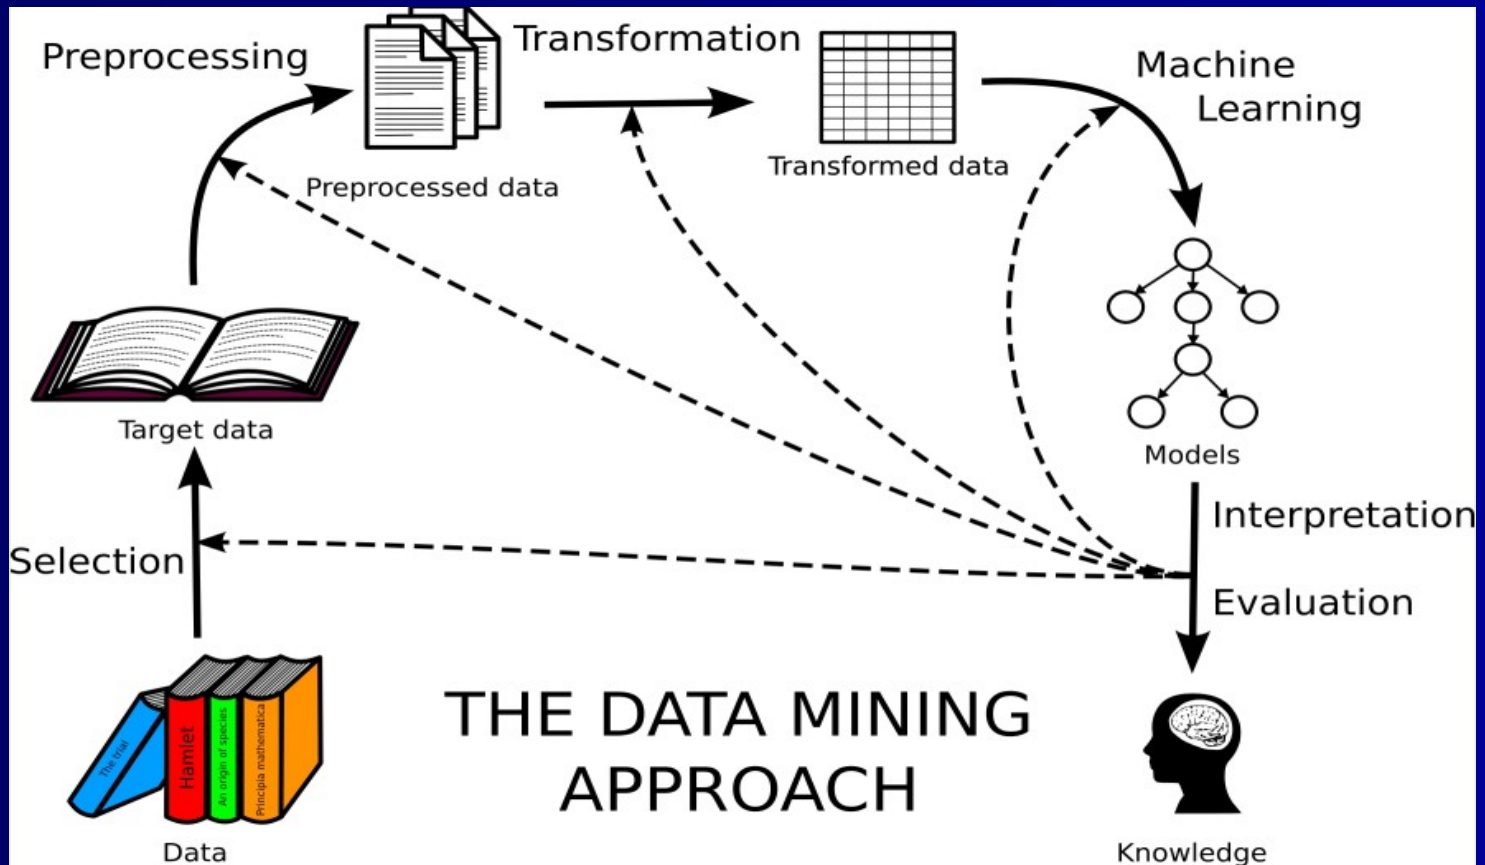 Preprocessing
Transformation
Machine
Learning
Preprocessed data
Transformed data
Target data
Models
Selection
Interpretation
Evaluation
The trial
Hamlet
An origin of species
Principia mathematica
THE DATA MINING
APPROACH
Data
Knowledge